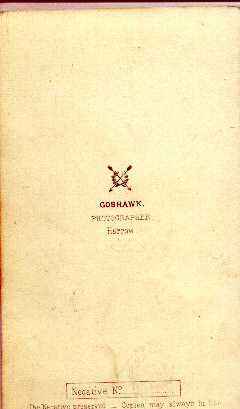 GOSHAWK.
PHOTOGRAPHER
Harrow
Negative Nº
The Negative preserved _ Copies may always be had